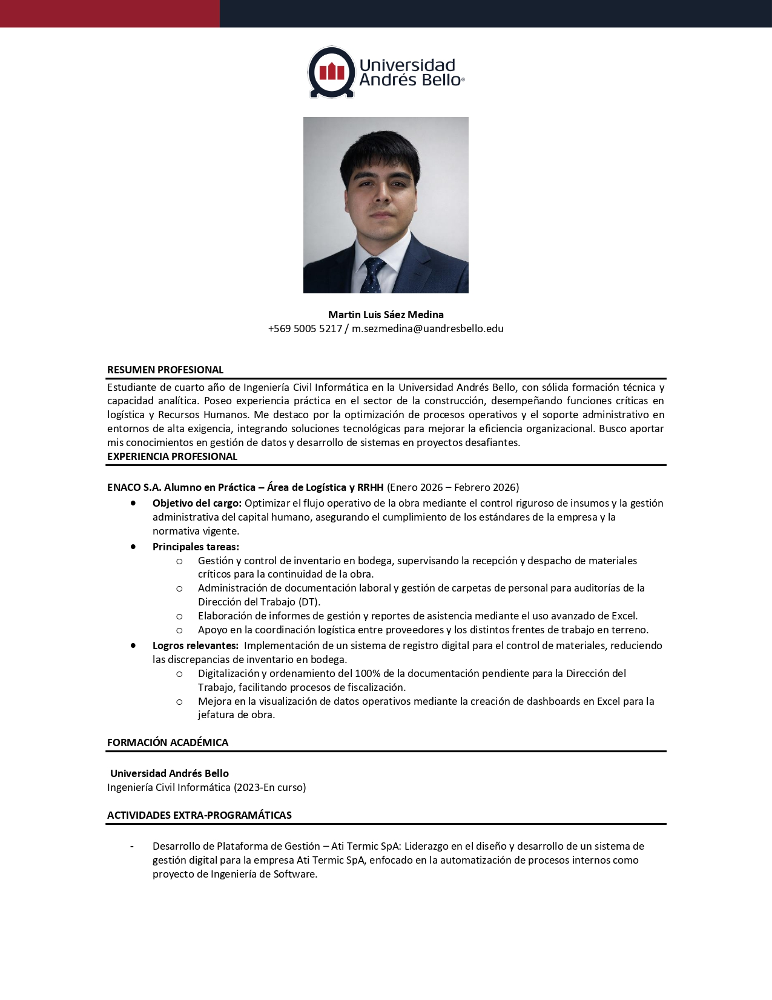 Universidad
Andrés Bello®
Martin Luis Sáez Medina
+569 5005 5217 / m.sezmedina@uandresbello.edu
RESUMEN PROFESIONAL
Estudiante de cuarto año de Ingeniería Civil Informática en la Universidad Andrés Bello, con sólida formación técnica y
capacidad analítica. Poseo experiencia práctica en el sector de la construcción, desempeñando funciones críticas en
logística y Recursos Humanos. Me destaco por la optimización de procesos operativos y el soporte administrativo en
entornos de alta exigencia, integrando soluciones tecnológicas para mejorar la eficiencia organizacional. Busco aportar
mis conocimientos en gestión de datos y desarrollo de sistemas en proyectos desafiantes.
EXPERIENCIA PROFESIONAL
ENACO S.A. Alumno en Práctica – Área de Logística y RRHH (Enero 2026 – Febrero 2026)
● Objetivo del cargo: Optimizar el flujo operativo de la obra mediante el control riguroso de insumos y la gestión
administrativa del capital humano, asegurando el cumplimiento de los estándares de la empresa y la
normativa vigente.
● Principales tareas:
o Gestión y control de inventario en bodega, supervisando la recepción y despacho de materiales
críticos para la continuidad de la obra.
o Administración de documentación laboral y gestión de carpetas de personal para auditorías de la
Dirección del Trabajo (DT).
o Elaboración de informes de gestión y reportes de asistencia mediante el uso avanzado de Excel.
o Apoyo en la coordinación logística entre proveedores y los distintos frentes de trabajo en terreno.
● Logros relevantes: Implementación de un sistema de registro digital para el control de materiales, reduciendo
las discrepancias de inventario en bodega.
o Digitalización y ordenamiento del 100% de la documentación pendiente para la Dirección del
Trabajo, facilitando procesos de fiscalización.
o Mejora en la visualización de datos operativos mediante la creación de dashboards en Excel para la
jefatura de obra.
FORMACIÓN ACADÉMICA
Universidad Andrés Bello
Ingeniería Civil Informática (2023-En curso)
ACTIVIDADES EXTRA-PROGRAMÁTICAS
- Desarrollo de Plataforma de Gestión – Ati Termic SpA: Liderazgo en el diseño y desarrollo de un sistema de
gestión digital para la empresa Ati Termic SpA, enfocado en la automatización de procesos internos como
proyecto de Ingeniería de Software.